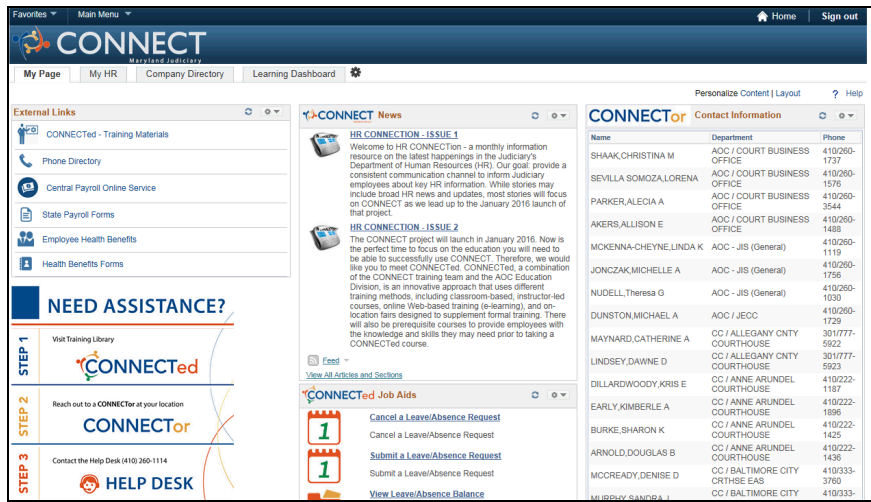 Favorites Main Menu Home Sign out
CONNECT
Maryland Judiciary
My Page My HR Company Directory Learning Dashboard
Personalize Content | Layout ? Help
External Links
CONNECTed - Training Materials
Phone Directory
Central Payroll Online Service
State Payroll Forms
Employee Health Benefits
Health Benefits Forms
NEED ASSISTANCE?
STEP 1
Visit Training Library
CONNECTed
STEP 2
Reach out to a CONNECTor at your location
CONNECTor
STEP 3
Contact the Help Desk (410) 260-1114
HELP DESK
CONNECT News
HR CONNECTION - ISSUE 1
Welcome to HR CONNECTion - a monthly information
resource on the latest happenings in the Judiciary's
Department of Human Resources (HR). Our goal: provide a
consistent communication channel to inform Judiciary
employees about key HR information. While stories may
include broad HR news and updates, most stories will focus
on CONNECT as we lead up to the January 2016 launch of
that project.
HR CONNECTION - ISSUE 2
The CONNECT project will launch in January 2016. Now is
the perfect time to focus on the education you will need to
be able to successfully use CONNECT. Therefore, we would
like you to meet CONNECTed. CONNECTed, a combination
of the CONNECT training team and the AOC Education
Division, is an innovative approach that uses different
training methods, including classroom-based, instructor-led
courses, online Web-based training (e-learning), and on-
location fairs designed to supplement formal training. There
will also be prerequisite courses to provide employees with
the knowledge and skills they may need prior to taking a
CONNECTed course.
Feed
View All Articles and Sections
CONNECTed Job Aids
1
Cancel a Leave/Absence Request
Cancel a Leave/Absence Request
1
Submit a Leave/Absence Request
Submit a Leave/Absence Request
View Leave/Absence Balance
CONNECTor Contact Information
Name Department Phone
SHAAK,CHRISTINA M AOC / COURT BUSINESS OFFICE 410/260-1737
SEVILLA SOMOZA,LORENA AOC / COURT BUSINESS OFFICE 410/260-1576
PARKER,ALECIA A AOC / COURT BUSINESS OFFICE 410/260-3544
AKERS,ALLISON E AOC / COURT BUSINESS OFFICE 410/260-1488
MCKENNA-CHEYNE,LINDA K AOC - JIS (General) 410/260-1119
JONCZAK,MICHELLE A AOC - JIS (General) 410/260-1756
NUDELL,Theresa G AOC - JIS (General) 410/260-1030
DUNSTON,MICHAEL A AOC / JECC 410/260-1729
MAYNARD,CATHERINE A CC / ALLEGANY CNTY COURTHOUSE 301/777-5922
LINDSEY,DAWNE D CC / ALLEGANY CNTY COURTHOUSE 301/777-5923
DILLARDWOODY,KRIS E CC / ANNE ARUNDEL COURTHOUSE 410/222-1187
EARLY,KIMBERLE A CC / ANNE ARUNDEL COURTHOUSE 410/222-1896
BURKE,SHARON K CC / ANNE ARUNDEL COURTHOUSE 410/222-1425
ARNOLD,DOUGLAS B CC / ANNE ARUNDEL COURTHOUSE 410/222-1436
MCCREADY,DENISE D CC / BALTIMORE CITY CRTHSE EAS 410/333-3760
MURPHY,SANDRA J CC / BALTIMORE CITY 410/333-